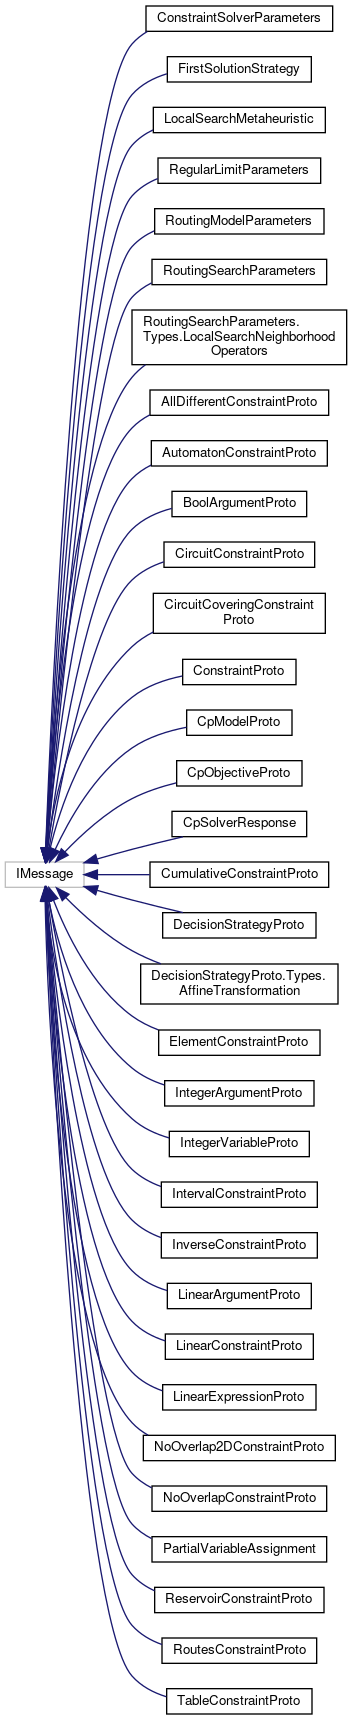 ConstraintSolverParameters
FirstSolutionStrategy
LocalSearchMetaheuristic
RegularLimitParameters
RoutingModelParameters
RoutingSearchParameters
RoutingSearchParameters.
Types.LocalSearchNeighborhood
Operators
AllDifferentConstraintProto
AutomatonConstraintProto
BoolArgumentProto
CircuitConstraintProto
CircuitCoveringConstraint
Proto
ConstraintProto
CpModelProto
CpObjectiveProto
CpSolverResponse
IMessage
CumulativeConstraintProto
DecisionStrategyProto
DecisionStrategyProto.Types.
AffineTransformation
ElementConstraintProto
IntegerArgumentProto
IntegerVariableProto
IntervalConstraintProto
InverseConstraintProto
LinearArgumentProto
LinearConstraintProto
LinearExpressionProto
NoOverlap2DConstraintProto
NoOverlapConstraintProto
PartialVariableAssignment
ReservoirConstraintProto
RoutesConstraintProto
TableConstraintProto